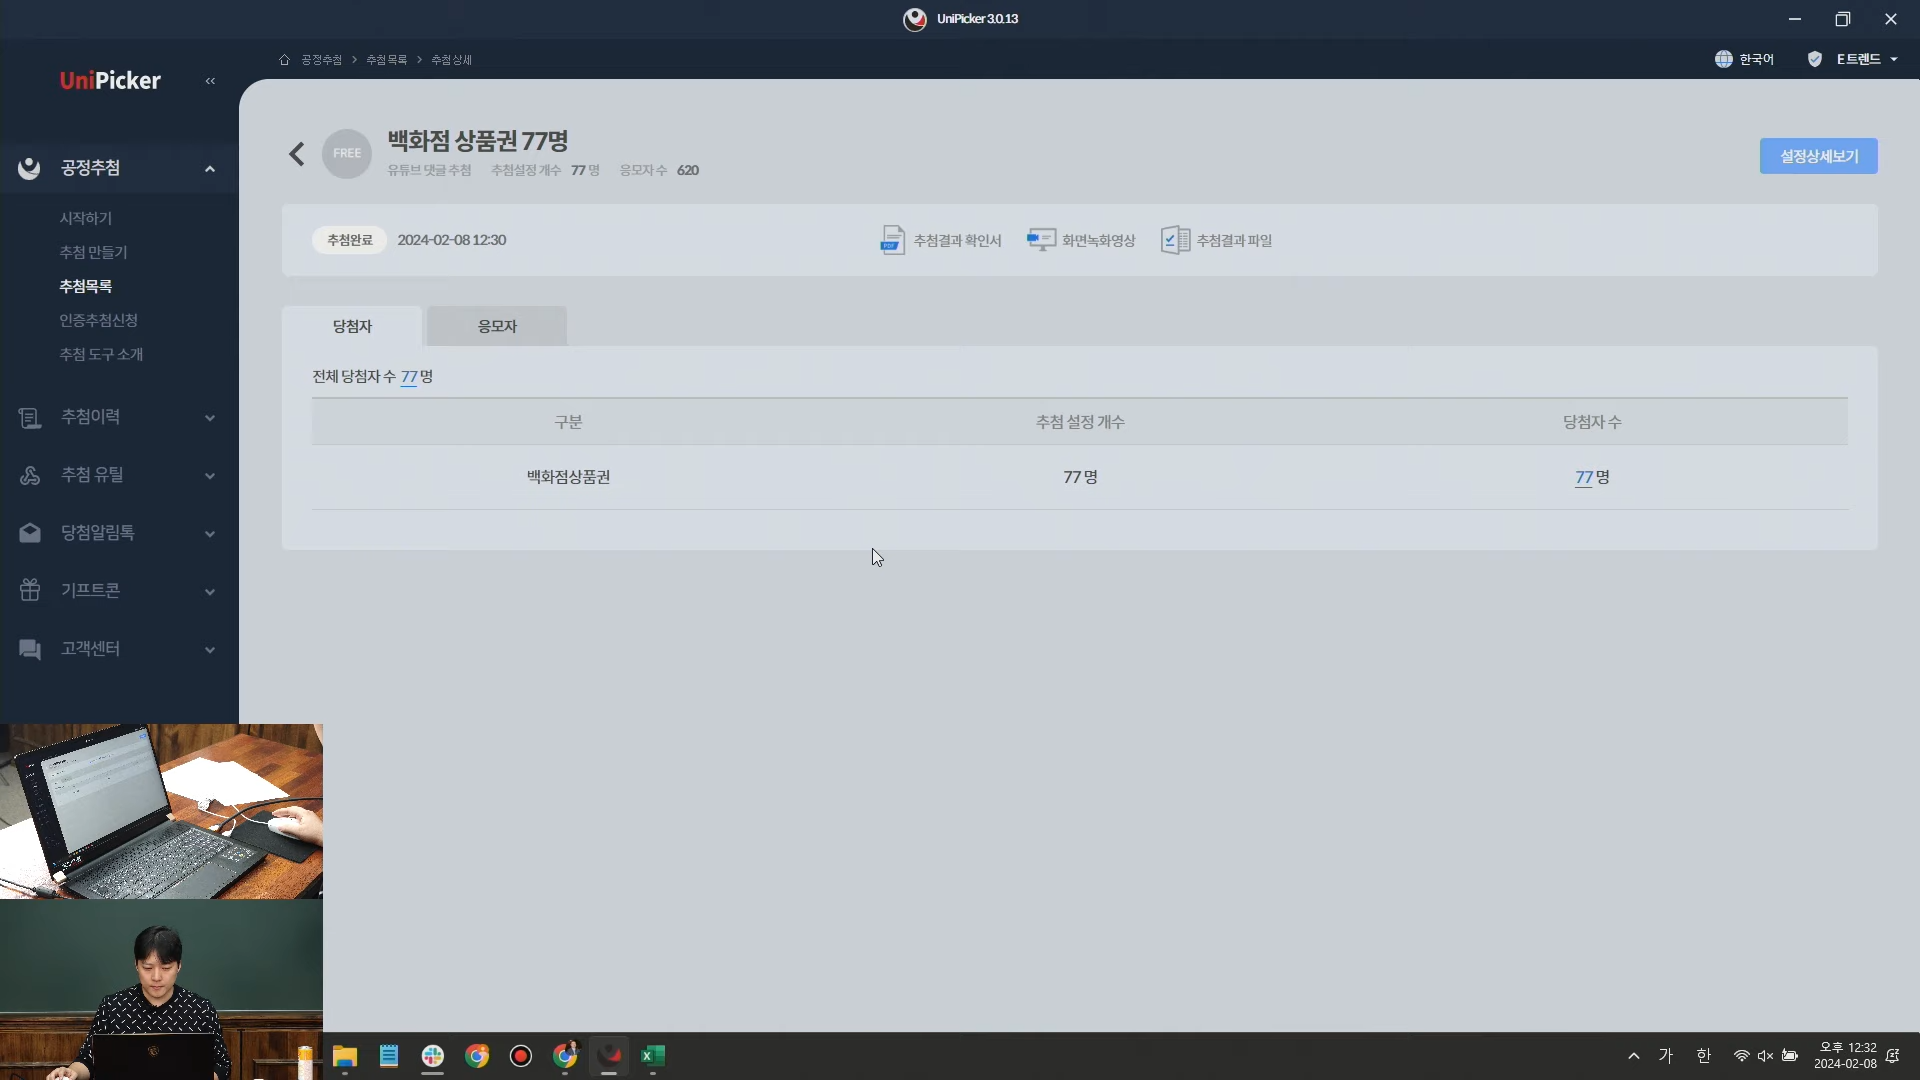 UniPicker 3.0.13
공정추첨 > 추첨목록 > 추첨상세
한국어
E트렌드
UniPicker
«
공정추첨
시작하기
추첨 만들기
추첨목록
인증추첨신청
추첨 도구 소개
추첨이력
추첨 유틸
당첨알림톡
기프트콘
고객센터
FREE
백화점 상품권 77명
유튜브 댓글 추첨 추첨설정 개수 77 명 응모자 수 620
설정상세보기
추첨완료 2024-02-08 12:30
PDF 추첨결과 확인서
화면녹화영상
추첨결과 파일
당첨자
응모자
전체 당첨자 수 77 명
구분 추첨 설정 개수 당첨자 수
백화점상품권 77 명 77 명
가
한
오후 12:32
2024-02-08